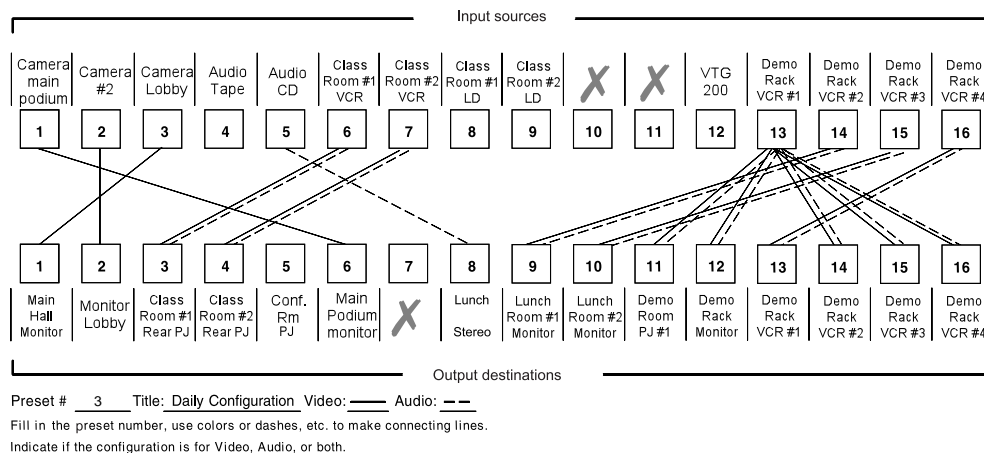 Input sources
Camera main podium
Camera #2
Camera Lobby
Audio Tape
Audio CD
Class Room #1 VCR
Class Room #2 VCR
Class Room #1 LD
Class Room #2 LD
VTG 200
Demo Rack VCR #1
Demo Rack VCR #2
Demo Rack VCR #3
Demo Rack VCR #4
1 2 3 4 5 6 7 8 9 10 11 12 13 14 15 16
1 2 3 4 5 6 7 8 9 10 11 12 13 14 15 16
Main Hall Monitor
Monitor Lobby
Class Room #1 Rear PJ
Class Room #2 Rear PJ
Conf. Rm PJ
Main Podium monitor
Lunch Stereo
Lunch Room #1 Monitor
Lunch Room #2 Monitor
Demo Room PJ #1
Demo Rack Monitor
Demo Rack VCR #1
Demo Rack VCR #2
Demo Rack VCR #3
Demo Rack VCR #4
Output destinations
Preset # 3 Title: Daily Configuration Video: Audio:
Fill in the preset number, use colors or dashes, etc. to make connecting lines.
Indicate if the configuration is for Video, Audio, or both.